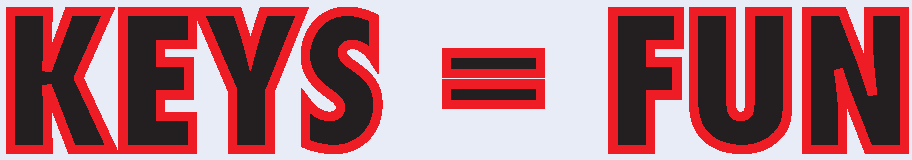 KEYS = FUN